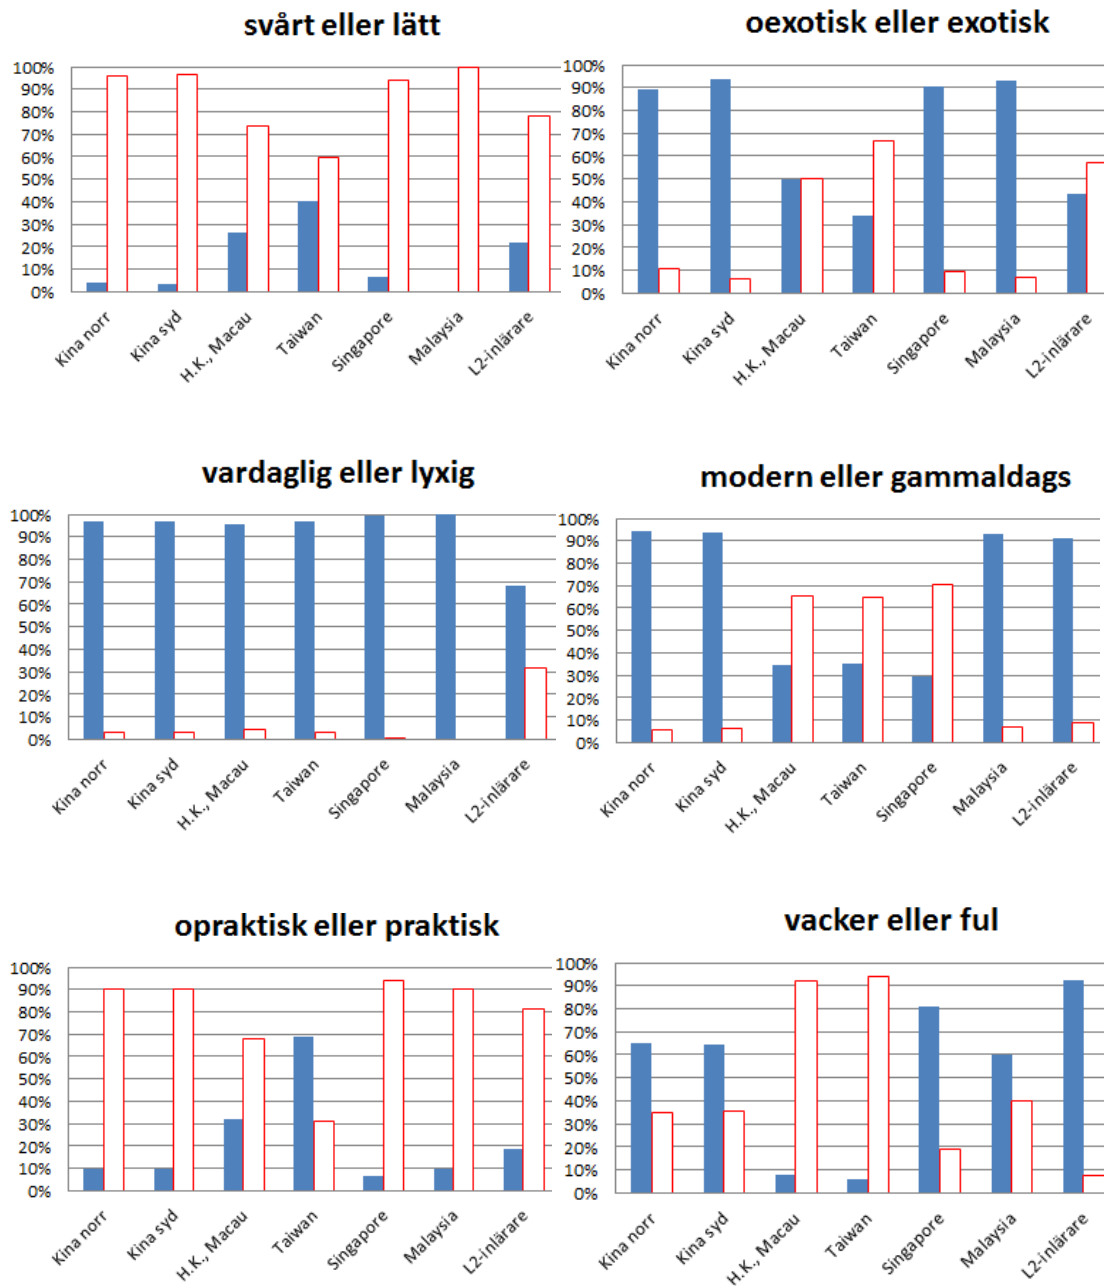 svårt eller lätt
100%
90%
80%
70%
60%
50%
40%
30%
20%
10%
0%
Kina norr
Kina syd
H.K., Macau
Taiwan
Singapore
Malaysia
L2-inlärare
oexotisk eller exotisk
100%
90%
80%
70%
60%
50%
40%
30%
20%
10%
0%
Kina norr
Kina syd
H.K., Macau
Taiwan
Singapore
Malaysia
L2-inlärare
vardaglig eller lyxig
100%
90%
80%
70%
60%
50%
40%
30%
20%
10%
0%
Kina norr
Kina syd
H.K., Macau
Taiwan
Singapore
Malaysia
L2-inlärare
modern eller gammaldags
100%
90%
80%
70%
60%
50%
40%
30%
20%
10%
0%
Kina norr
Kina syd
H.K., Macau
Taiwan
Singapore
Malaysia
L2-inlärare
opraktisk eller praktisk
100%
90%
80%
70%
60%
50%
40%
30%
20%
10%
0%
Kina norr
Kina syd
H.K., Macau
Taiwan
Singapore
Malaysia
L2-inlärare
vacker eller ful
100%
90%
80%
70%
60%
50%
40%
30%
20%
10%
0%
Kina norr
Kina syd
H.K., Macau
Taiwan
Singapore
Malaysia
L2-inlärare